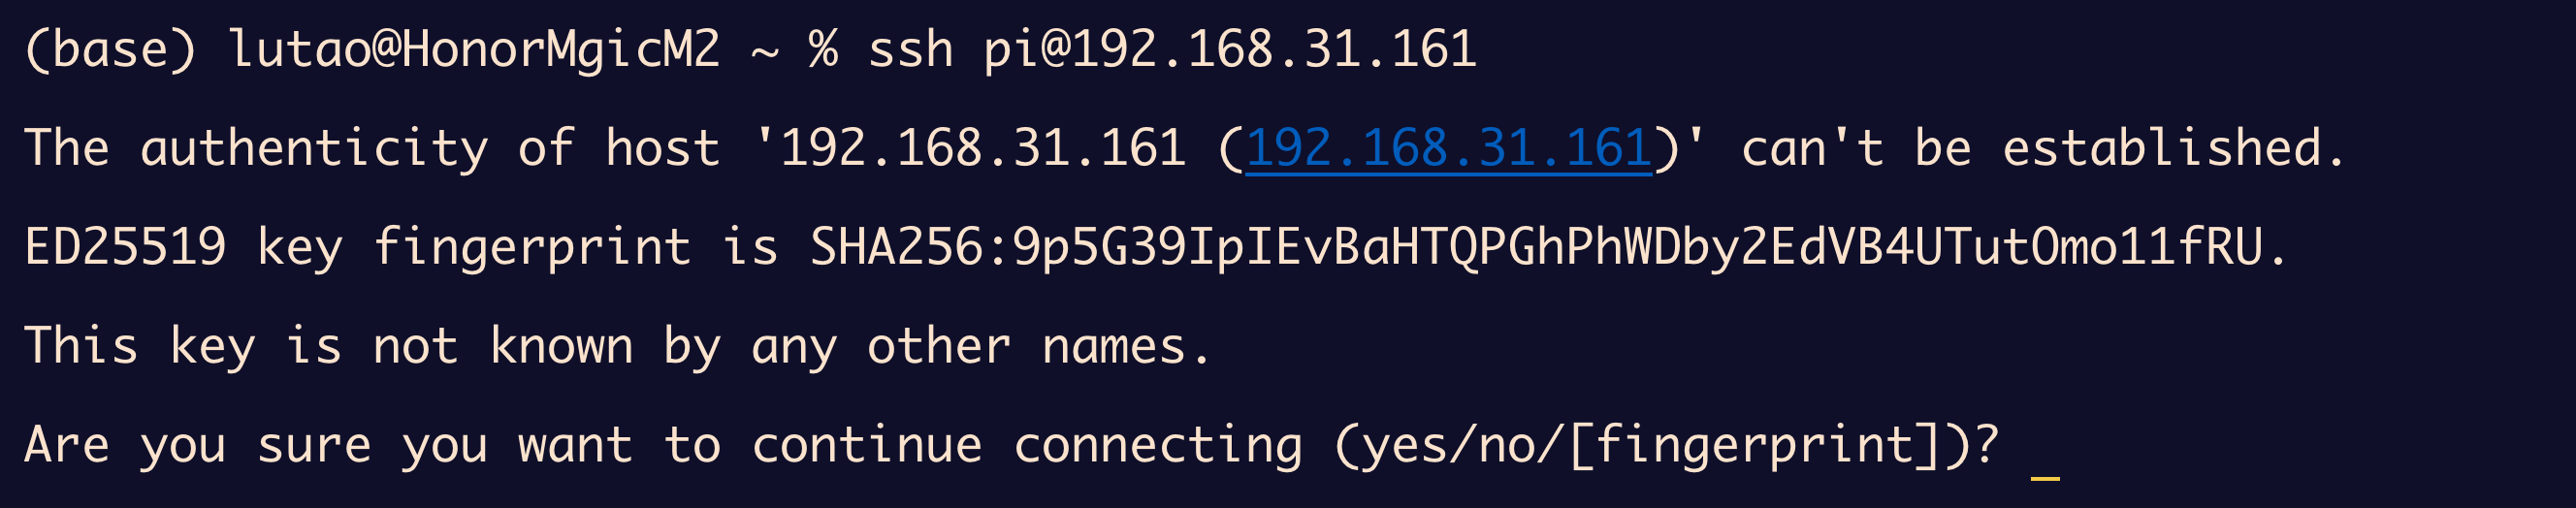 (base) lutao@HonorMgicM2 ~ % ssh pi@192.168.31.161
The authenticity of host '192.168.31.161 (192.168.31.161)' can't be established.
ED25519 key fingerprint is SHA256:9p5G39IpIEvBaHTQPGhPhWDby2EdVB4UTutOmo11fRU.
This key is not known by any other names.
Are you sure you want to continue connecting (yes/no/[fingerprint])?